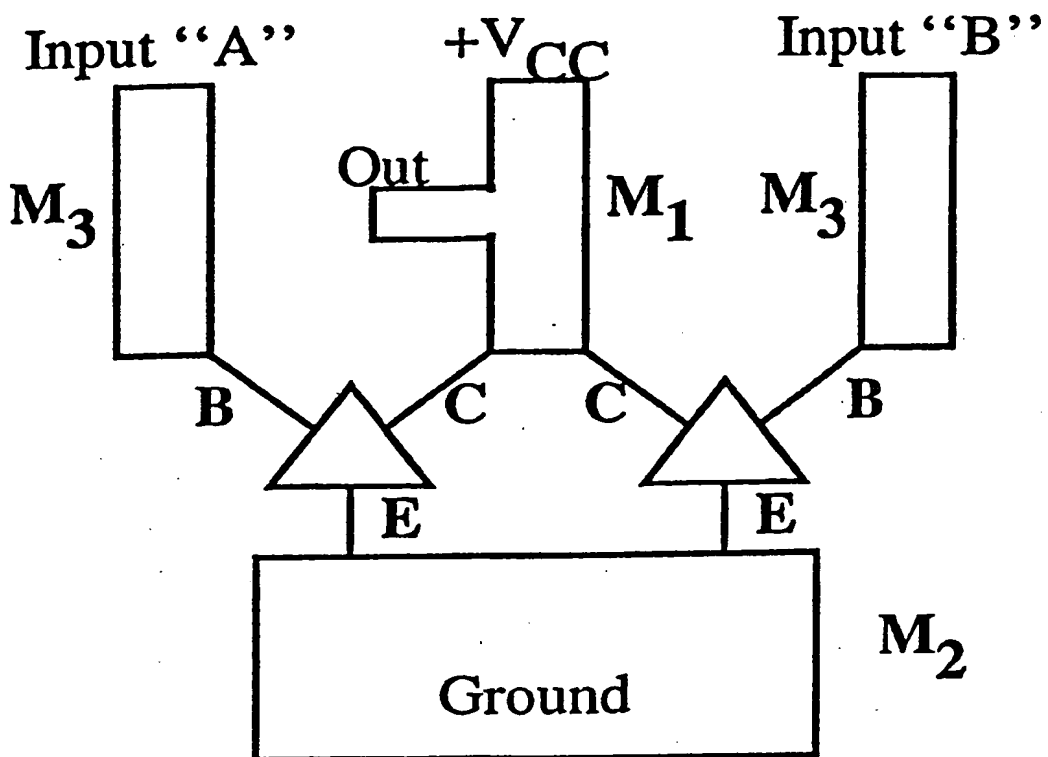 Input “A”
+VCC
Input “B”
Out
M3
M1
M3
B
C
C
B
E
E
M2
Ground